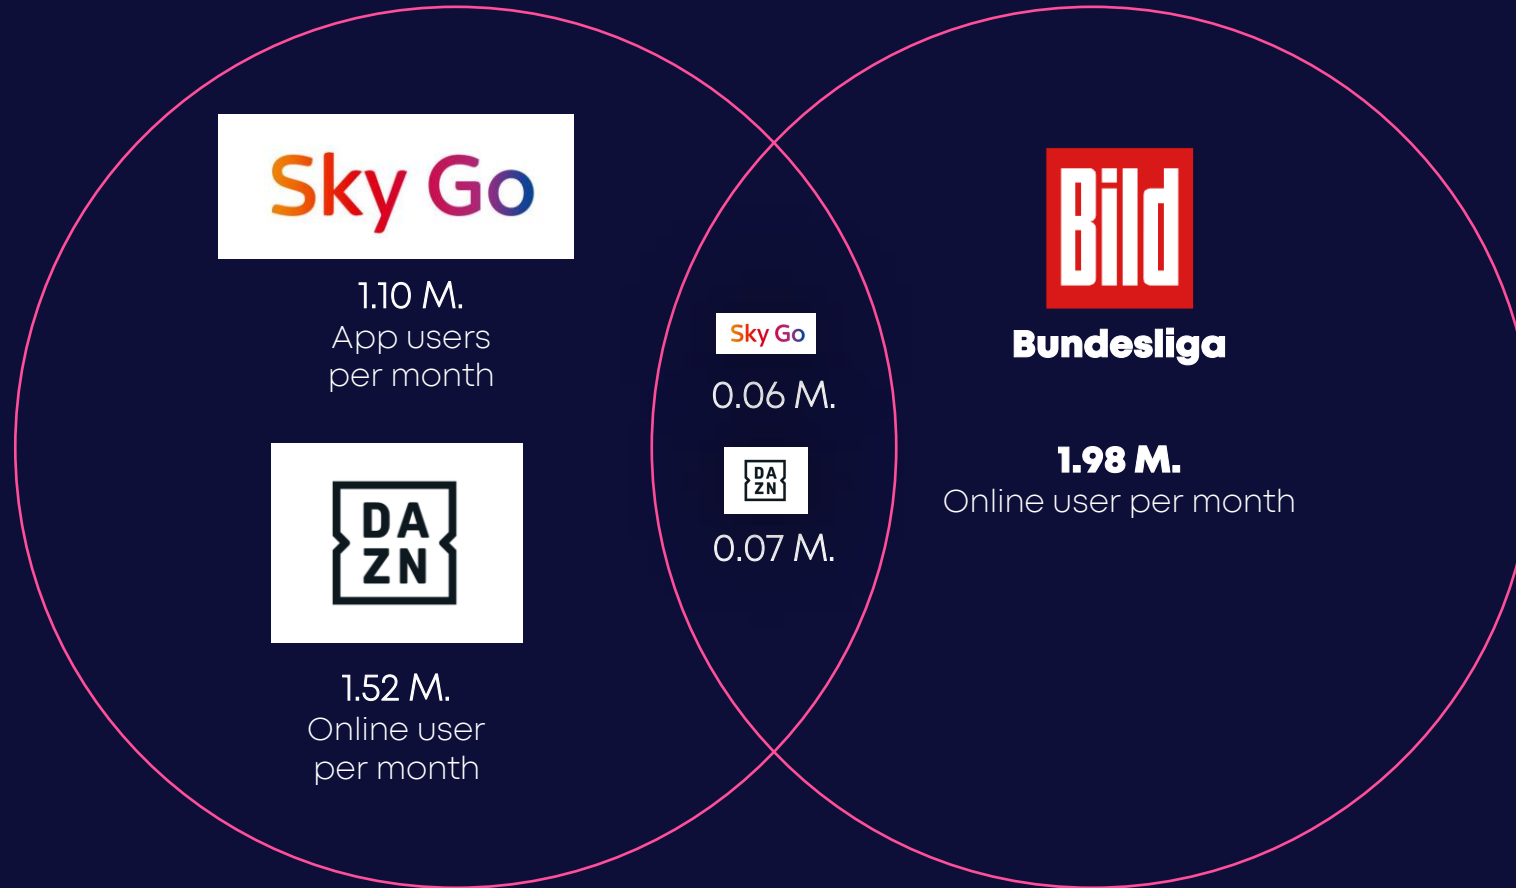 Sky Go
1.10 M.
App users
per month
DA
ZN
1.52 M.
Online user
per month
Sky Go
0.06 M.
DA
ZN
0.07 M.
Bild
Bundesliga
1.98 M.
Online user per month